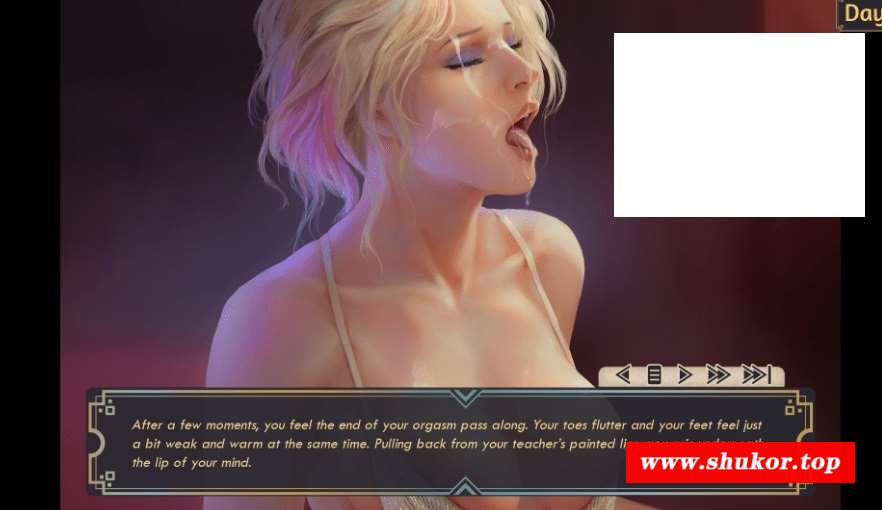 Day
After a few moments, you feel the end of your orgasm pass along. Your toes flutter and your feet feel just
a bit weak and warm at the same time. Pulling back from your teacher's painted
the lip of your mind.
www.shukor.top